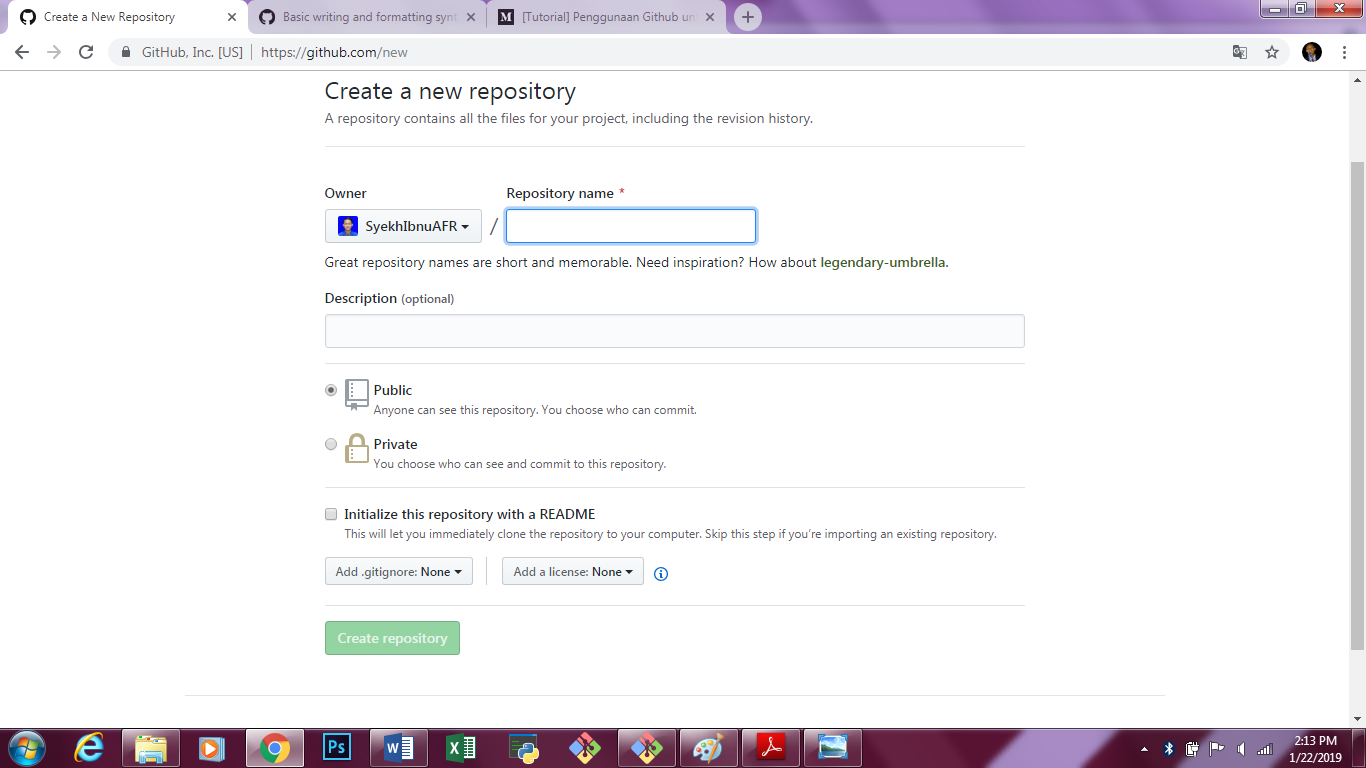 Create a New Repository
Basic writing and formatting synt
[Tutorial] Penggunaan Github un
GitHub, Inc. [US] https://github.com/new
Create a new repository
A repository contains all the files for your project, including the revision history.
Owner
Repository name *
SyekhIbnuAFR /
Great repository names are short and memorable. Need inspiration? How about legendary-umbrella.
Description (optional)
Public
Anyone can see this repository. You choose who can commit.
Private
You choose who can see and commit to this repository.
Initialize this repository with a README
This will let you immediately clone the repository to your computer. Skip this step if you’re importing an existing repository.
Add .gitignore: None
Add a license: None
Create repository
Ps
2:13 PM
1/22/2019